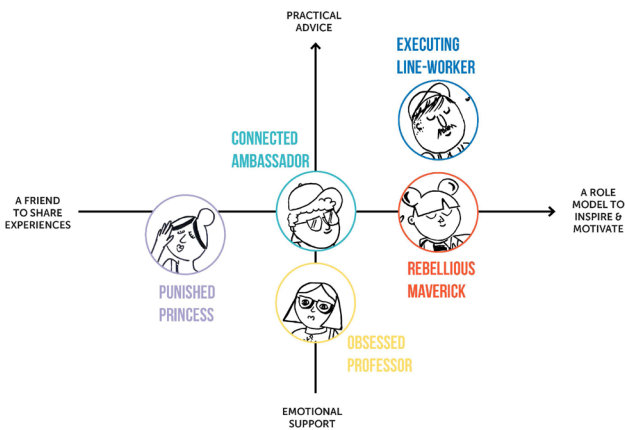 PRACTICAL
ADVICE
EXECUTING
LINE-WORKER
CONNECTED
AMBASSADOR
A FRIEND
TO SHARE
EXPERIENCES
A ROLE
MODEL TO
INSPIRE &
MOTIVATE
PUNISHED
PRINCESS
REBELLIOUS
MAVERICK
OBSESSED
PROFESSOR
EMOTIONAL
SUPPORT